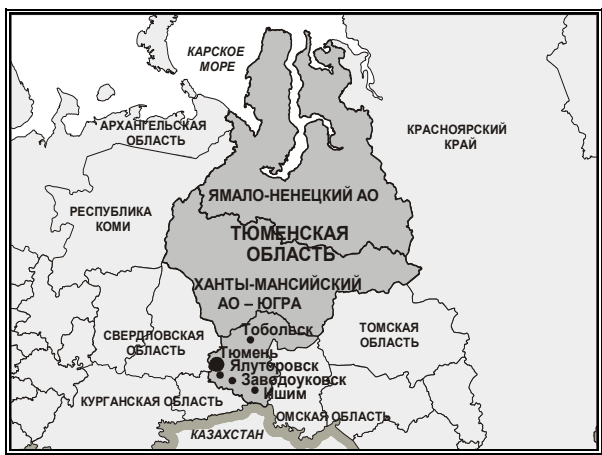 КАРСКОЕ
МОРЕ
АРХАНГЕЛЬСКАЯ
ОБЛАСТЬ
КРАСНОЯРСКИЙ
КРАЙ
ЯМАЛО-НЕНЕЦКИЙ АО
РЕСПУБЛИКА
КОМИ
ТЮМЕНСКАЯ
ОБЛАСТЬ
ХАНТЫ-МАНСИЙСКИЙ
АО – ЮГРА
СВЕРДЛОВСКАЯ
ОБЛАСТЬ
Тобольск
ТОМСКАЯ
ОБЛАСТЬ
Тюмень
Ялуторовск
Заводоуковск
Ишим
КУРГАНСКАЯ ОБЛАСТЬ
ОМСКАЯ ОБЛАСТЬ
КАЗАХСТАН